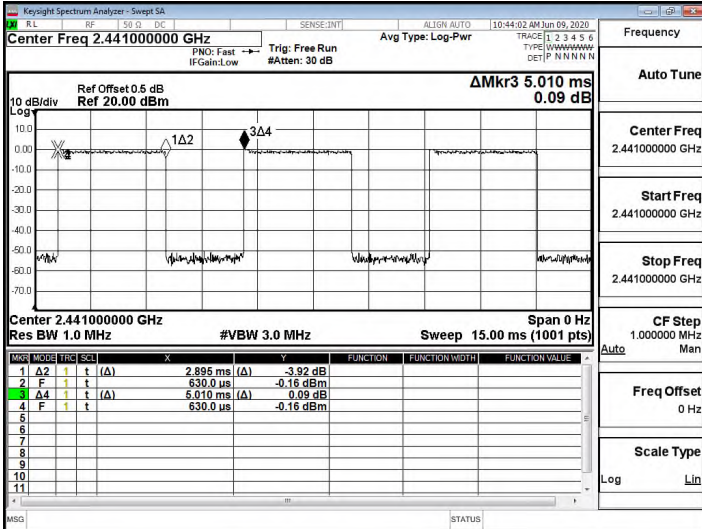 Keysight Spectrum Analyzer - Swept SA
LXI RL RF 50 Ω DC SENSE:INT ALIGN AUTO 10:44:02 AM Jun 09, 2020
Center Freq 2.441000000 GHz
PNO: Fast
IFGain:Low
Trig: Free Run
#Atten: 30 dB
Avg Type: Log-Pwr
TRACE 1 2 3 4 5 6
TYPE WWWWWW
DET P NNNNN
Ref Offset 0.5 dB
10 dB/div Ref 20.00 dBm
ΔMkr3 5.010 ms
0.09 dB
Log
10.0
0.00
-10.0
-20.0
-30.0
-40.0
-50.0
-60.0
-70.0
1Δ2
3Δ4
Center 2.441000000 GHz Span 0 Hz
Res BW 1.0 MHz #VBW 3.0 MHz Sweep 15.00 ms (1001 pts)
MKR MODE TRC SCL X Y FUNCTION FUNCTION WIDTH FUNCTION VALUE
1 Δ2 1 t (Δ) 2.895 ms (Δ) -3.92 dB
2 F 1 t 630.0 µs -0.16 dBm
3 Δ4 1 t (Δ) 5.010 ms (Δ) 0.09 dB
4 F 1 t 630.0 µs -0.16 dBm
5
6
7
8
9
10
11
MSG STATUS
Frequency
Auto Tune
Center Freq
2.441000000 GHz
Start Freq
2.441000000 GHz
Stop Freq
2.441000000 GHz
CF Step
1.000000 MHz
Auto Man
Freq Offset
0 Hz
Scale Type
Log Lin